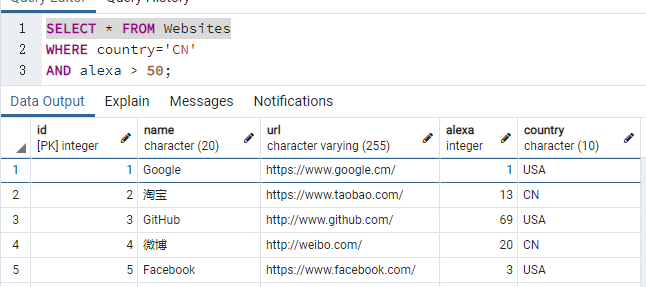 Query Editor Query History
1 SELECT * FROM Websites
2 WHERE country='CN'
3 AND alexa > 50;
Data Output Explain Messages Notifications
id name url alexa country
[PK] integer character (20) character varying (255) integer character (10)
1 1 Google https://www.google.cm/ 1 USA
2 2 淘宝 https://www.taobao.com/ 13 CN
3 3 GitHub http://www.github.com/ 69 USA
4 4 微博 http://weibo.com/ 20 CN
5 5 Facebook https://www.facebook.com/ 3 USA